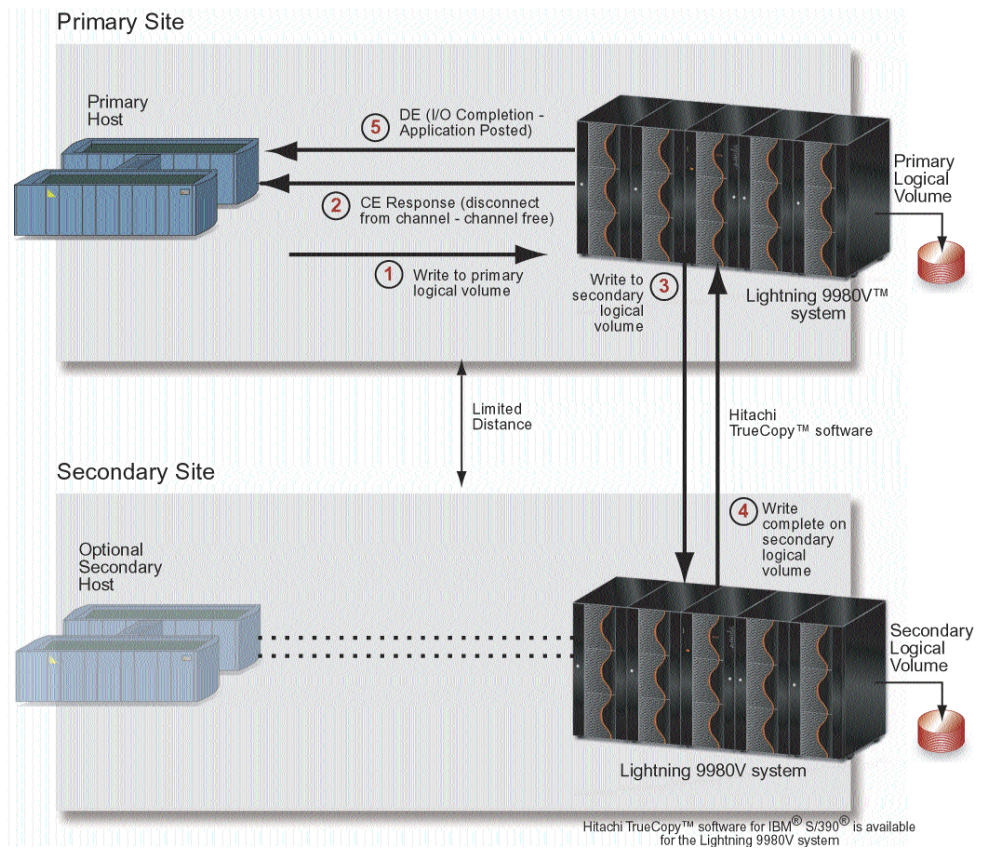 Primary Site
Primary
Host
5
DE (I/O Completion -
Application Posted)
2
CE Response (disconnect
from channel - channel free)
1
Write to primary
logical volume
Write to
secondary
logical
volume
3
Primary
Logical
Volume
Lightning 9980V™
system
Limited
Distance
Hitachi
TrueCopy™ software
Secondary Site
4
Write
complete on
secondary
logical
volume
Optional
Secondary
Host
Secondary
Logical
Volume
Lightning 9980V system
Hitachi TrueCopy™ software for IBM® S/390® is available
for the Lightning 9980V system